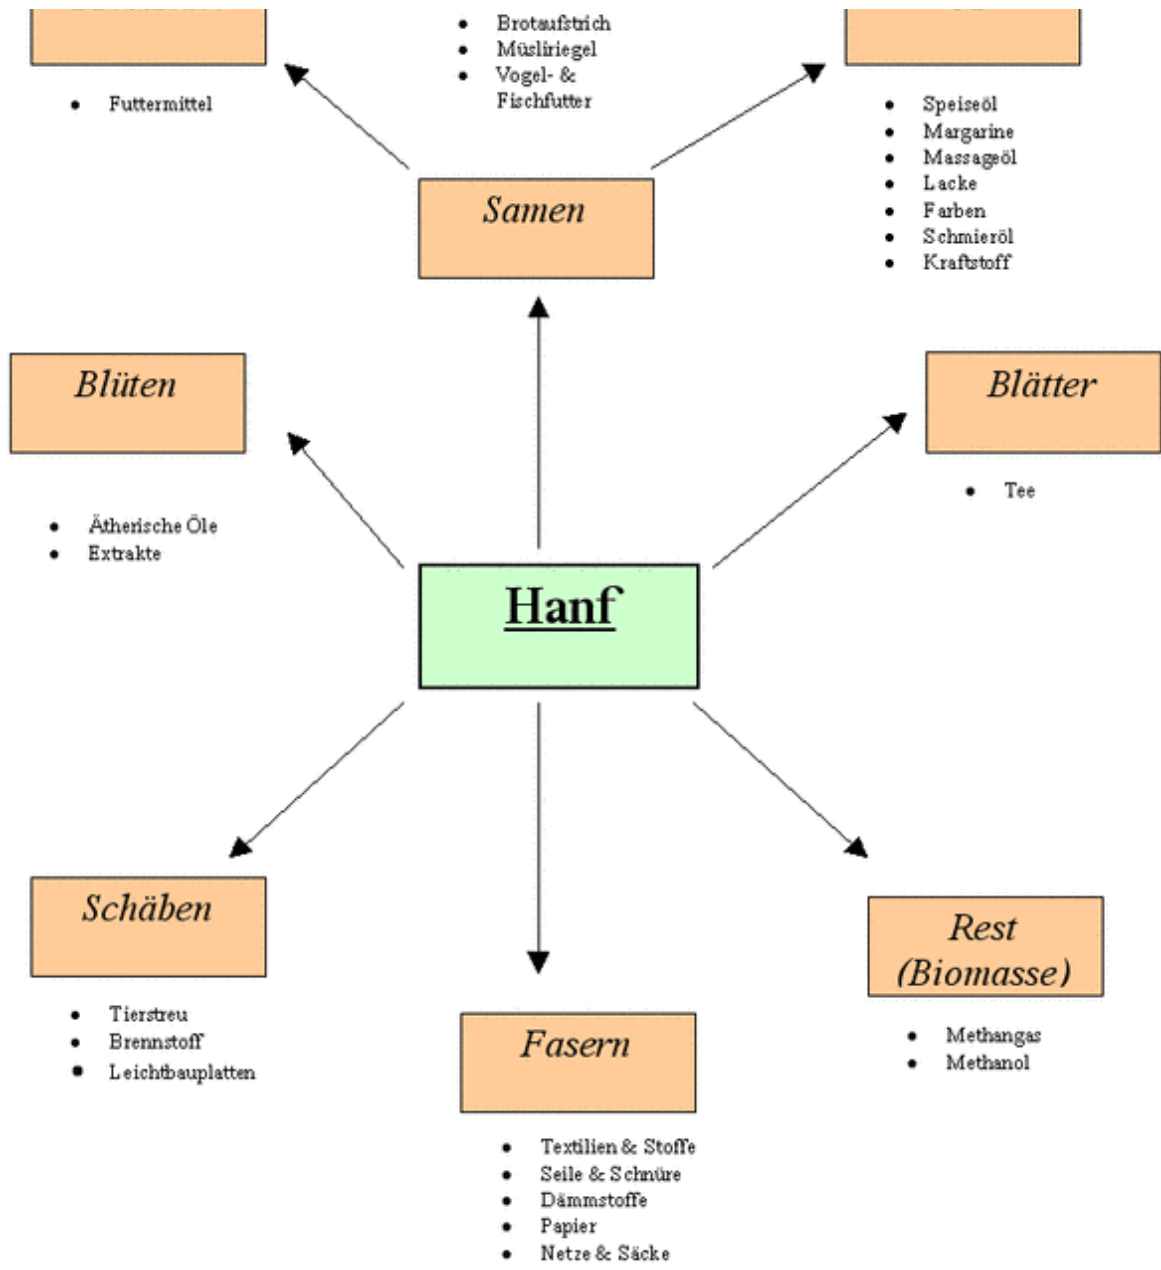 Brotaufstrich
Müsliriegel
Vogel- &
Fischfutter
Futtermittel
Speiseöl
Margarine
Massageöl
Lacke
Farben
Schmieröl
Kraftstoff
Samen
Blüten
Blätter
Tee
Ätherische Öle
Extrakte
Hanf
Schäben
Tierstreu
Brennstoff
Leichtbauplatten
Rest
(Biomasse)
Methangas
Methanol
Fasern
Textilien & Stoffe
Seile & Schnüre
Dämmstoffe
Papier
Netze & Säcke